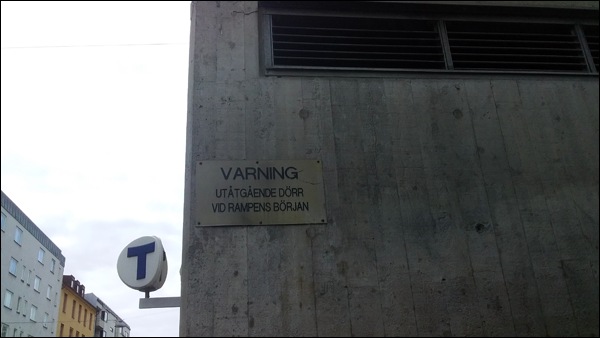 VARNING
UTÅTGÅENDE DÖRR
VID RAMPENS BÖRJAN
T